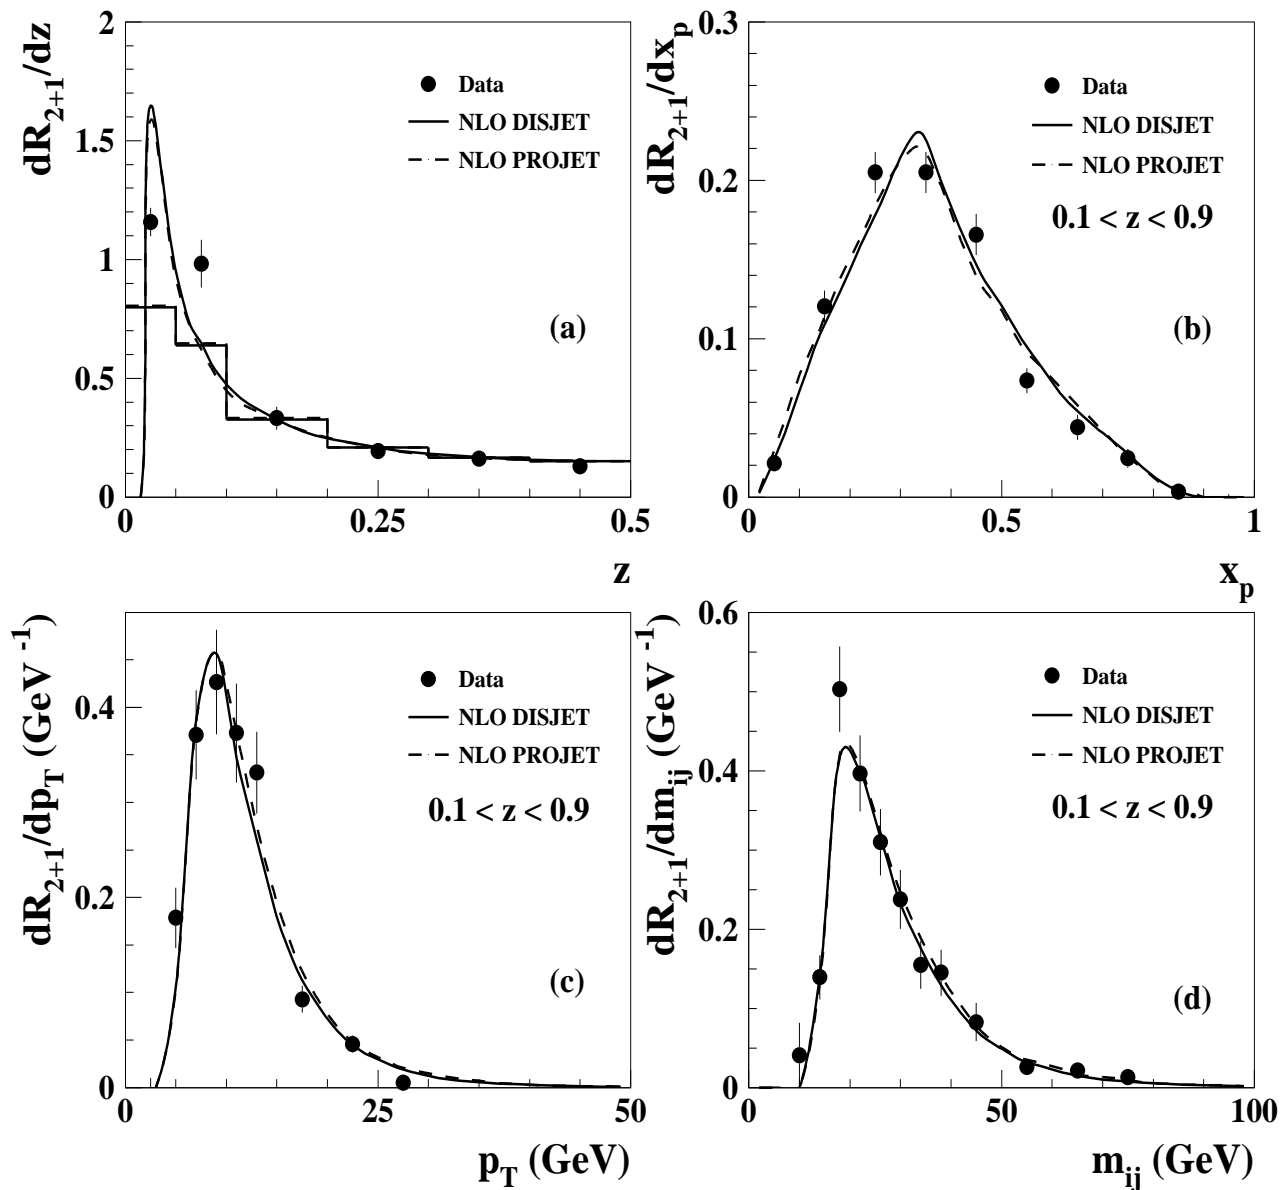 dR2+1/dz
2
1.5
1
0.5
0
0
0.25
0.5
z
Data
NLO DISJET
NLO PROJET
(a)
dR2+1/dxp
0.3
0.2
0.1
0
0
0.5
1
xp
Data
NLO DISJET
NLO PROJET
0.1 < z < 0.9
(b)
dR2+1/dpT (GeV -1)
0.4
0.2
0
0
25
50
pT (GeV)
Data
NLO DISJET
NLO PROJET
0.1 < z < 0.9
(c)
dR2+1/dmij (GeV -1)
0.6
0.4
0.2
0
0
50
100
mij (GeV)
Data
NLO DISJET
NLO PROJET
0.1 < z < 0.9
(d)